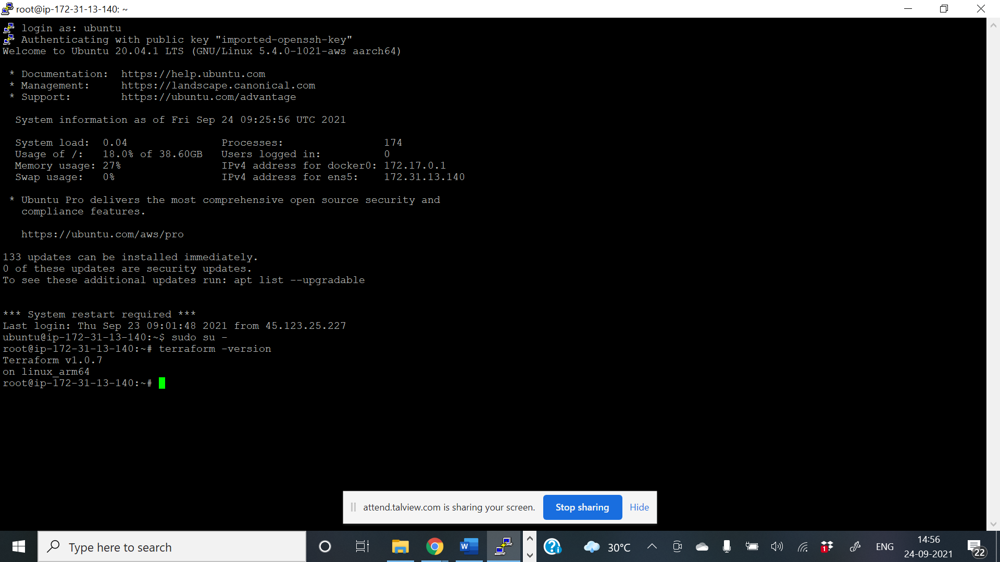 root@ip-172-31-13-140: ~
login as: ubuntu
Authenticating with public key "imported-openssh-key"
Welcome to Ubuntu 20.04.1 LTS (GNU/Linux 5.4.0-1021-aws aarch64)
* Documentation: https://help.ubuntu.com
* Management: https://landscape.canonical.com
* Support: https://ubuntu.com/advantage
System information as of Fri Sep 24 09:25:56 UTC 2021
System load: 0.04 Processes: 174
Usage of /: 18.0% of 38.60GB Users logged in: 0
Memory usage: 27% IPv4 address for docker0: 172.17.0.1
Swap usage: 0% IPv4 address for ens5: 172.31.13.140
* Ubuntu Pro delivers the most comprehensive open source security and
compliance features.
https://ubuntu.com/aws/pro
133 updates can be installed immediately.
0 of these updates are security updates.
To see these additional updates run: apt list --upgradable
*** System restart required ***
Last login: Thu Sep 23 09:01:48 2021 from 45.123.25.227
ubuntu@ip-172-31-13-140:~$ sudo su -
root@ip-172-31-13-140:~# terraform -version
Terraform v1.0.7
on linux_arm64
root@ip-172-31-13-140:~#
attend.talview.com is sharing your screen. Stop sharing Hide
Type here to search
W
30°C
1
ENG
14:56
24-09-2021
22